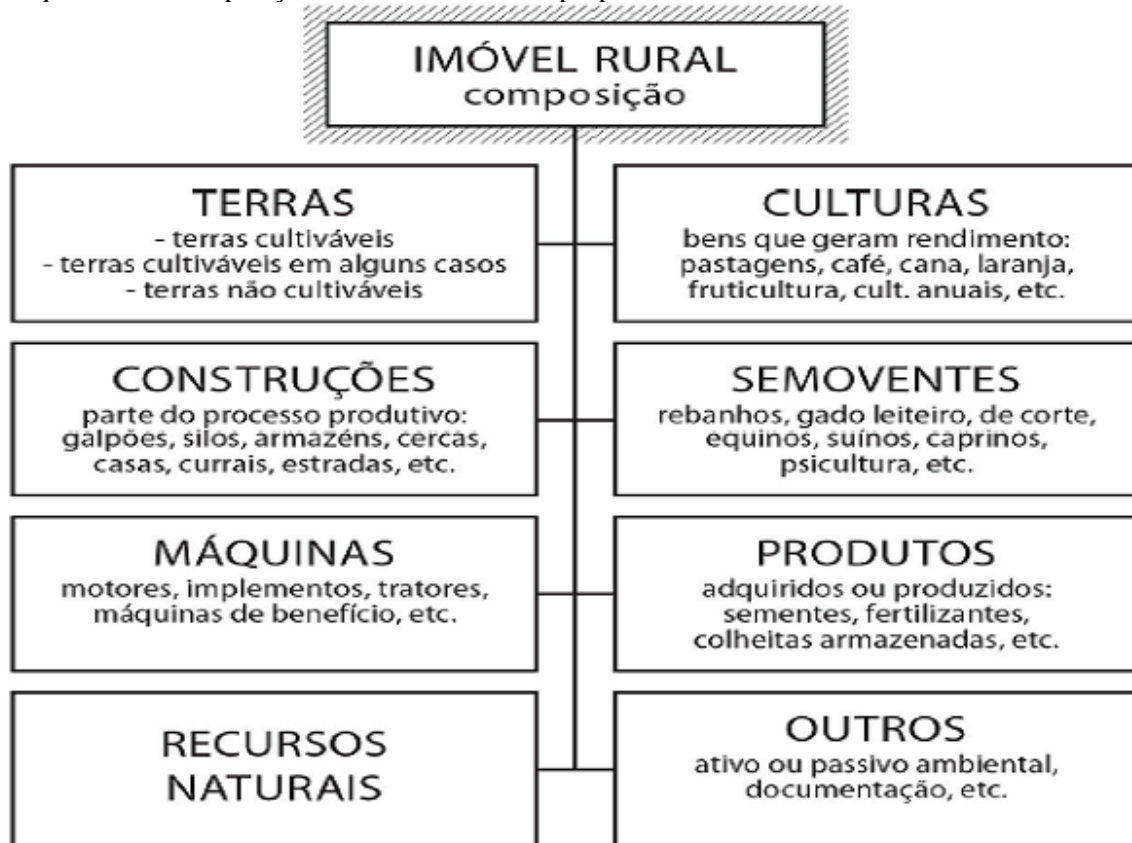 IMÓVEL RURAL
composição
TERRAS
- terras cultiváveis
- terras cultiváveis em alguns casos
- terras não cultiváveis
CULTURAS
bens que geram rendimento:
pastagens, café, cana, laranja,
fruticultura, cult. anuais, etc.
CONSTRUÇÕES
parte do processo produtivo:
galpões, silos, armazéns, cercas,
casas, currais, estradas, etc.
SEMOVENTES
rebanhos, gado leiteiro, de corte,
equinos, suínos, caprinos,
psicultura, etc.
MÁQUINAS
motores, implementos, tratores,
máquinas de benefício, etc.
PRODUTOS
adquiridos ou produzidos:
sementes, fertilizantes,
colheitas armazenadas, etc.
RECURSOS
NATURAIS
OUTROS
ativo ou passivo ambiental,
documentação, etc.